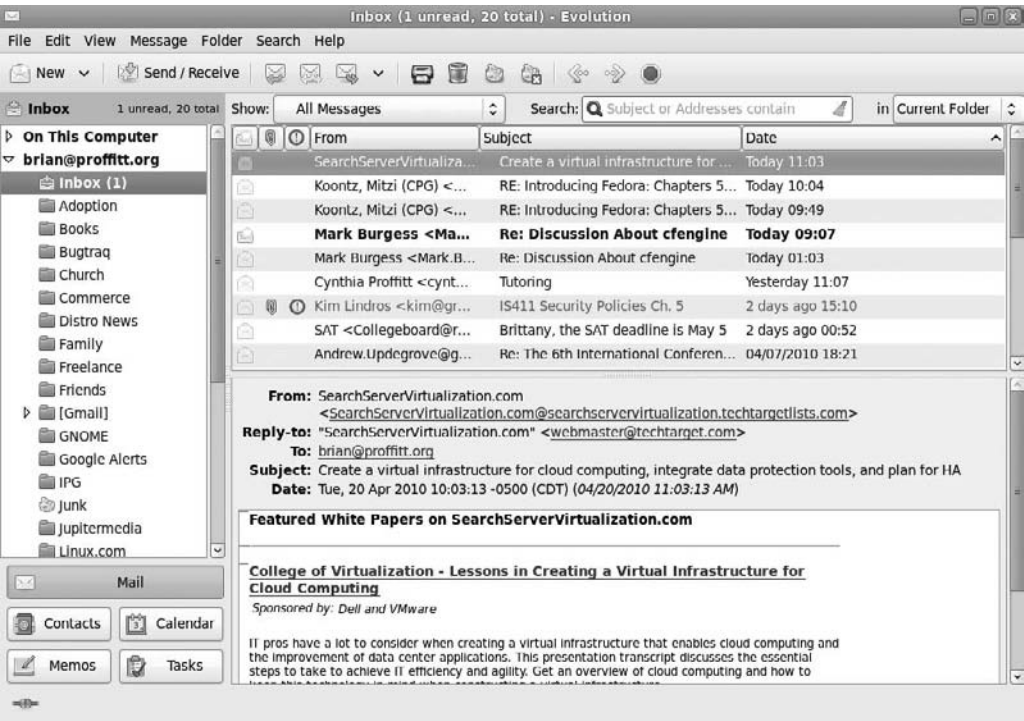 Inbox (1 unread, 20 total) - Evolution
File Edit View Message Folder Search Help
New Send / Receive
Inbox 1 unread, 20 total
Show: All Messages Search: Subject or Addresses contain in Current Folder
On This Computer
brian@proffitt.org
Inbox (1)
Adoption
Books
Bugtraq
Church
Commerce
Distro News
Family
Freelance
Friends
[Gmail]
GNOME
Google Alerts
IPG
Junk
Jupitermedia
Linux.com
Mail
Contacts Calendar
Memos Tasks
From Subject Date
SearchServerVirtualiza... Create a virtual infrastructure for ... Today 11:03
Koontz, Mitzi (CPG) <... RE: Introducing Fedora: Chapters 5... Today 10:04
Koontz, Mitzi (CPG) <... RE: Introducing Fedora: Chapters 5... Today 09:49
Mark Burgess <Ma... Re: Discussion About cfengine Today 09:07
Mark Burgess <Mark.B... Re: Discussion About cfengine Today 01:03
Cynthia Proffitt <cynt... Tutoring Yesterday 11:07
Kim Lindros <kim@gr... IS411 Security Policies Ch. 5 2 days ago 15:10
SAT <Collegeboard@r... Brittany, the SAT deadline is May 5 2 days ago 00:52
Andrew.Updegrove@g... Re: The 6th International Conferen... 04/07/2010 18:21
From: SearchServerVirtualization.com
<SearchServerVirtualization.com@searchservervirtualization.techtargetlists.com>
Reply-to: "SearchServerVirtualization.com" <webmaster@techtarget.com>
To: brian@proffitt.org
Subject: Create a virtual infrastructure for cloud computing, integrate data protection tools, and plan for HA
Date: Tue, 20 Apr 2010 10:03:13 -0500 (CDT) (04/20/2010 11:03:13 AM)
Featured White Papers on SearchServerVirtualization.com
College of Virtualization - Lessons in Creating a Virtual Infrastructure for
Cloud Computing
Sponsored by: Dell and VMware
IT pros have a lot to consider when creating a virtual infrastructure that enables cloud computing and
the improvement of data center applications. This presentation transcript discusses the essential
steps to take to achieve IT efficiency and agility. Get an overview of cloud computing and how to
keep this technology in mind when constructing a virtual infrastructure.